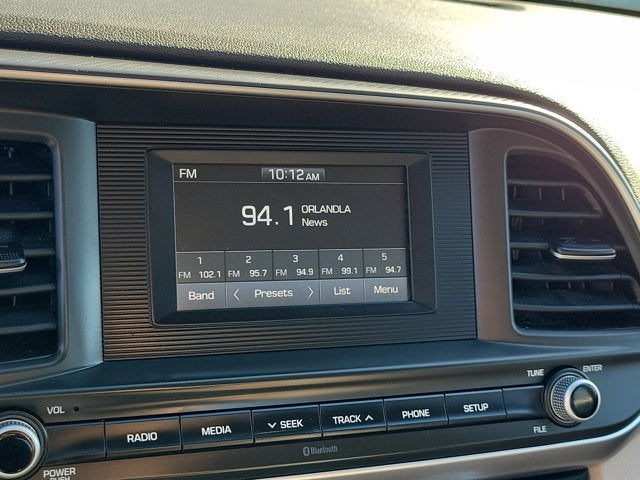 FM 10:12 AM
94.1 ORLANDLA
News
1 2 3 4 5
FM 102.1 FM 95.7 FM 94.9 FM 99.1 FM 94.7
Band < Presets > List Menu
VOL TUNE ENTER
RADIO MEDIA ∨ SEEK TRACK ∧ PHONE SETUP
FILE
Bluetooth
POWER
PUSH